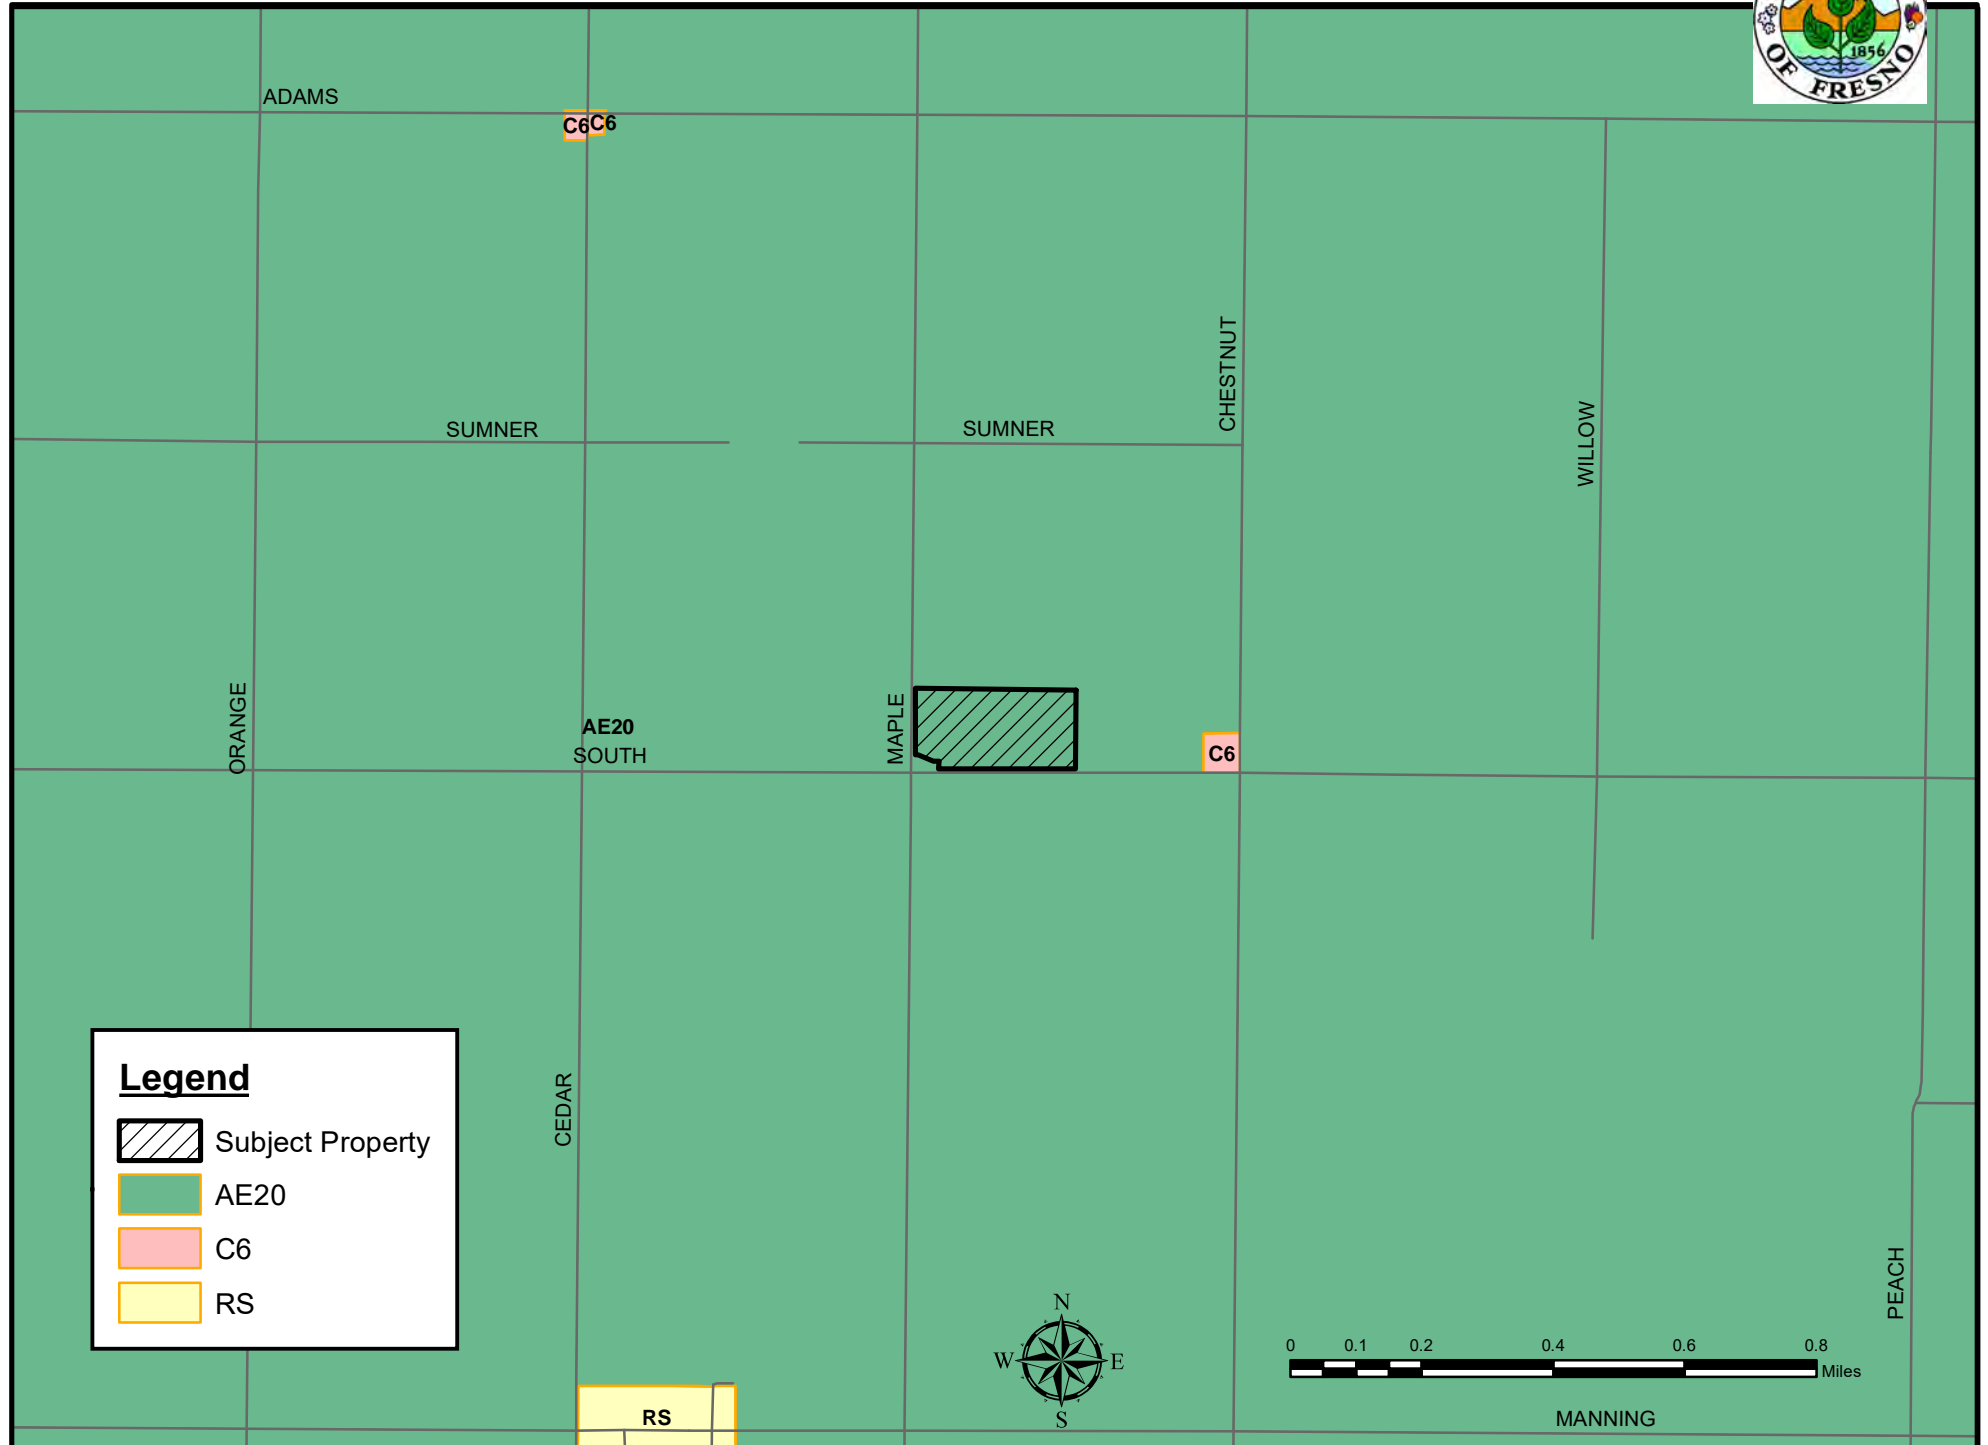 1856
OF FRESNO
ADAMS
C6
C6
CHESTNUT
SUMNER
SUMNER
WILLOW
ORANGE
MAPLE
AE20
SOUTH
C6
Legend
Subject Property
AE20
C6
RS
CEDAR
PEACH
N
W
E
S
0 0.1 0.2 0.4 0.6 0.8
Miles
RS
MANNING